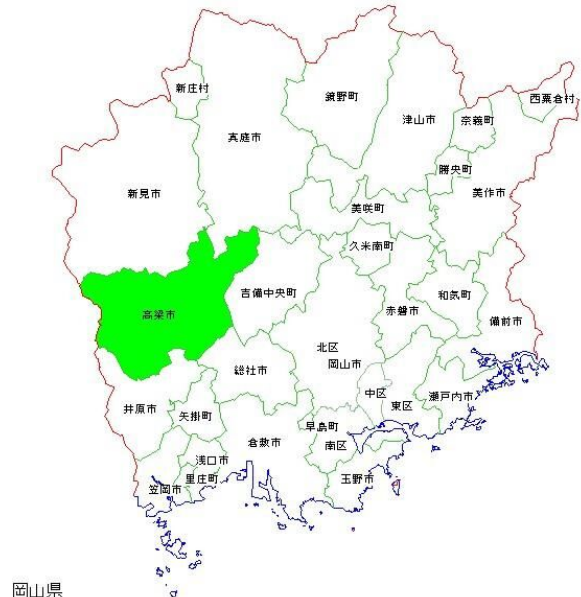 新庄村
鏡野町
西粟倉村
真庭市
津山市
奈義町
勝央町
新見市
美作市
美咲町
久米南町
吉備中央町
和気町
高梁市
赤磐市
備前市
北区
岡山市
総社市
中区
瀬戸内市
井原市
東区
矢掛町
早島町
倉敷市
南区
浅口市
里庄町
玉野市
笠岡市
岡山県